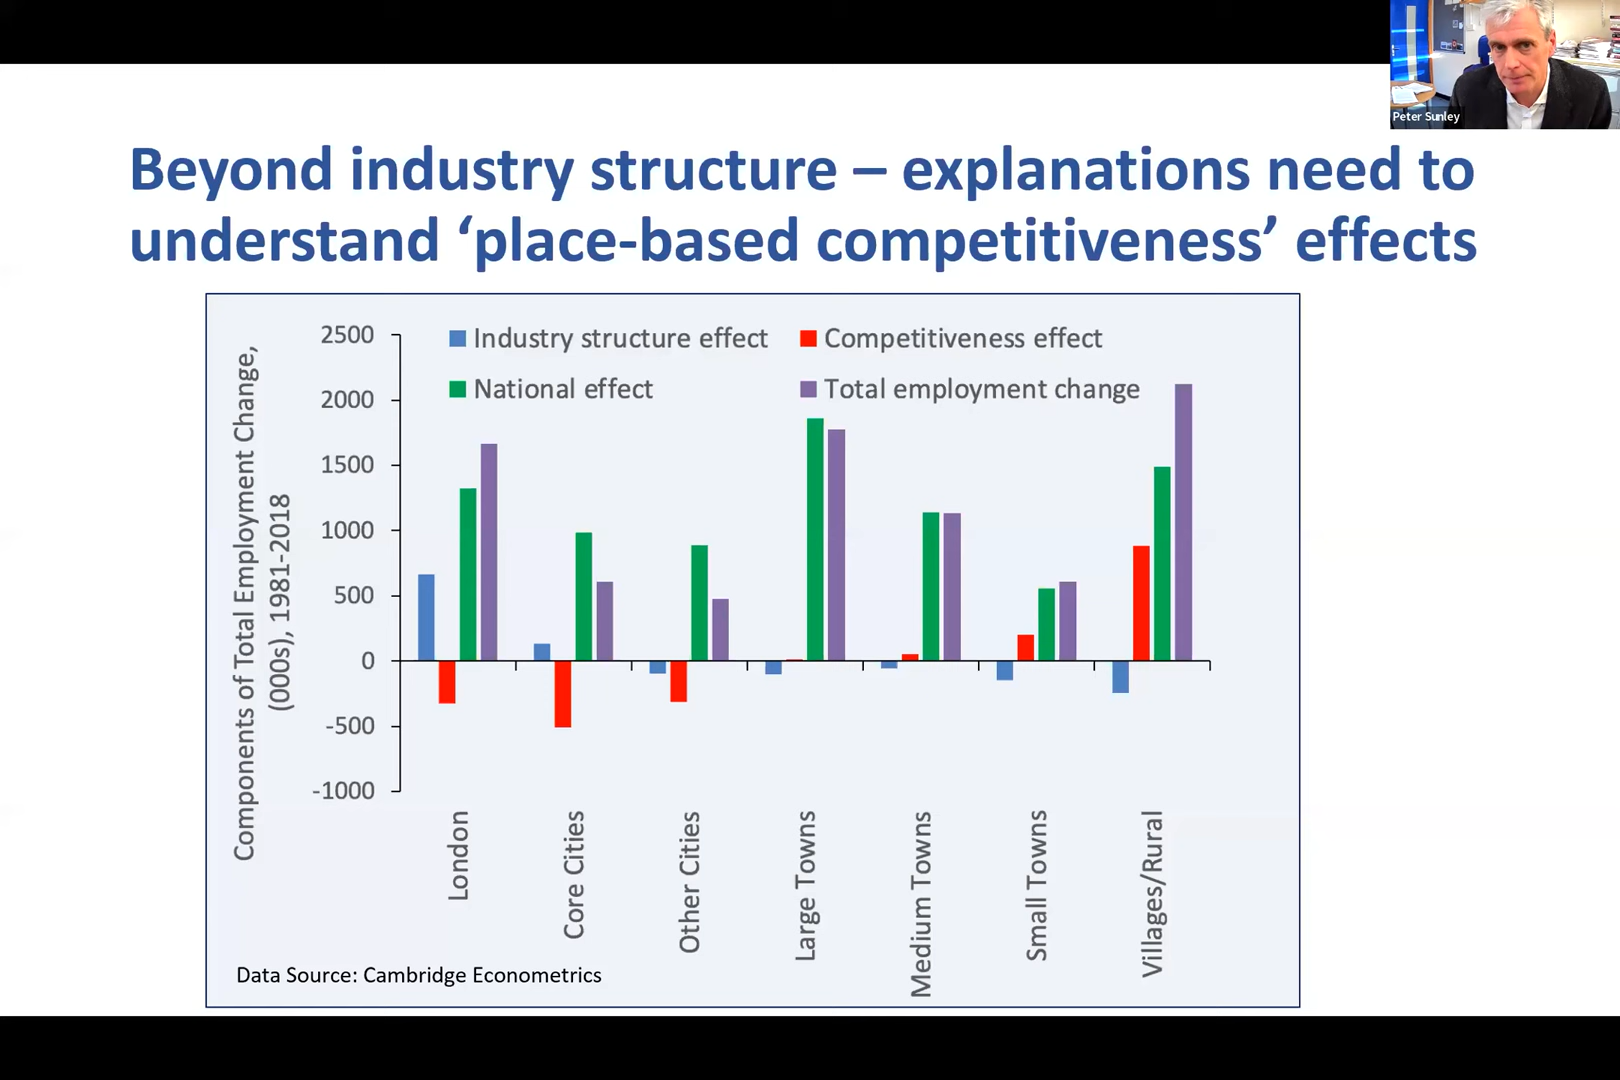 Peter Sunley
Beyond industry structure – explanations need to
understand ‘place-based competitiveness’ effects
Components of Total Employment Change,
(000s), 1981-2018
2500
2000
1500
1000
500
0
-500
-1000
Industry structure effect
Competitiveness effect
National effect
Total employment change
London
Core Cities
Other Cities
Large Towns
Medium Towns
Small Towns
Villages/Rural
Data Source: Cambridge Econometrics